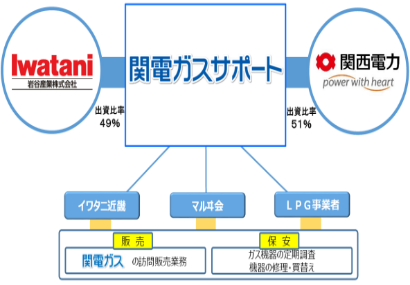 Iwatani
岩谷産業株式会社
関電ガスサポート
関西電力
power with heart
出資比率
49%
出資比率
51%
イワタニ近畿
マルヰ会
LPG事業者
販売
保安
関電ガス の訪問販売業務
ガス機器の定期調査
機器の修理・買替え